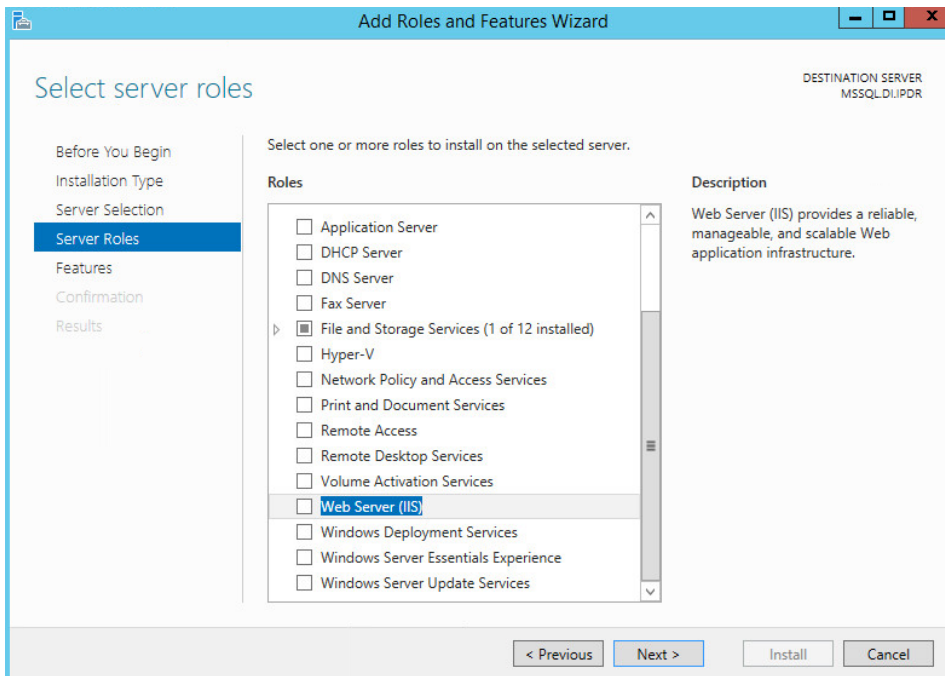 Add Roles and Features Wizard
Select server roles
DESTINATION SERVER
MSSQL.DI.IPDR
Before You Begin
Installation Type
Server Selection
Server Roles
Features
Confirmation
Results
Select one or more roles to install on the selected server.
Roles
Application Server
DHCP Server
DNS Server
Fax Server
File and Storage Services (1 of 12 installed)
Hyper-V
Network Policy and Access Services
Print and Document Services
Remote Access
Remote Desktop Services
Volume Activation Services
Web Server (IIS)
Windows Deployment Services
Windows Server Essentials Experience
Windows Server Update Services
Description
Web Server (IIS) provides a reliable,
manageable, and scalable Web
application infrastructure.
< Previous
Next >
Install
Cancel